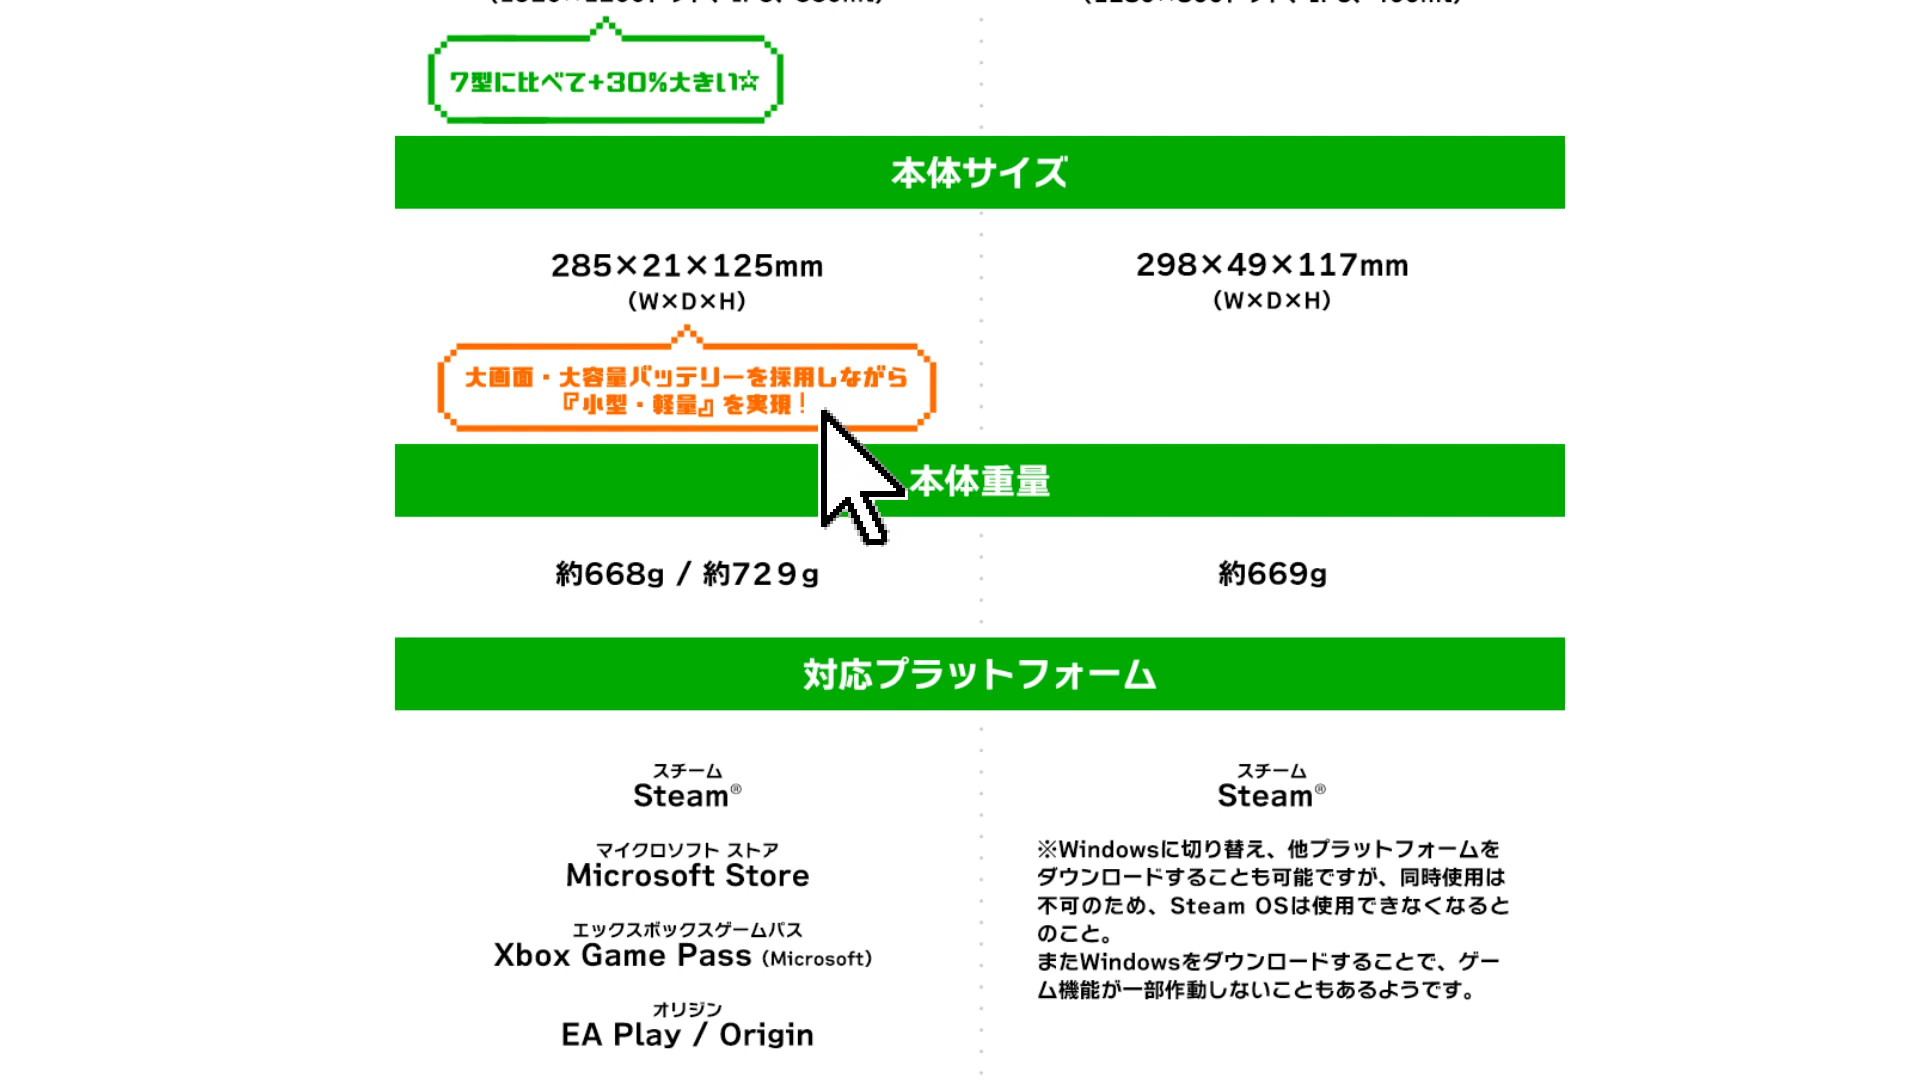 7型に比べて+30%大きい☆
本体サイズ
285×21×125mm
（W×D×H）
298×49×117mm
（W×D×H）
大画面・大容量バッテリーを採用しながら
『小型・軽量』を実現！
本体重量
約668g / 約729g
約669g
対応プラットフォーム
スチーム
Steam®
マイクロソフト ストア
Microsoft Store
エックスボックスゲームパス
Xbox Game Pass（Microsoft）
オリジン
EA Play / Origin
スチーム
Steam®
※Windowsに切り替え、他プラットフォームを
ダウンロードすることも可能ですが、同時使用は
不可のため、Steam OSは使用できなくなると
のこと。
またWindowsをダウンロードすることで、ゲー
ム機能が一部作動しないこともあるようです。